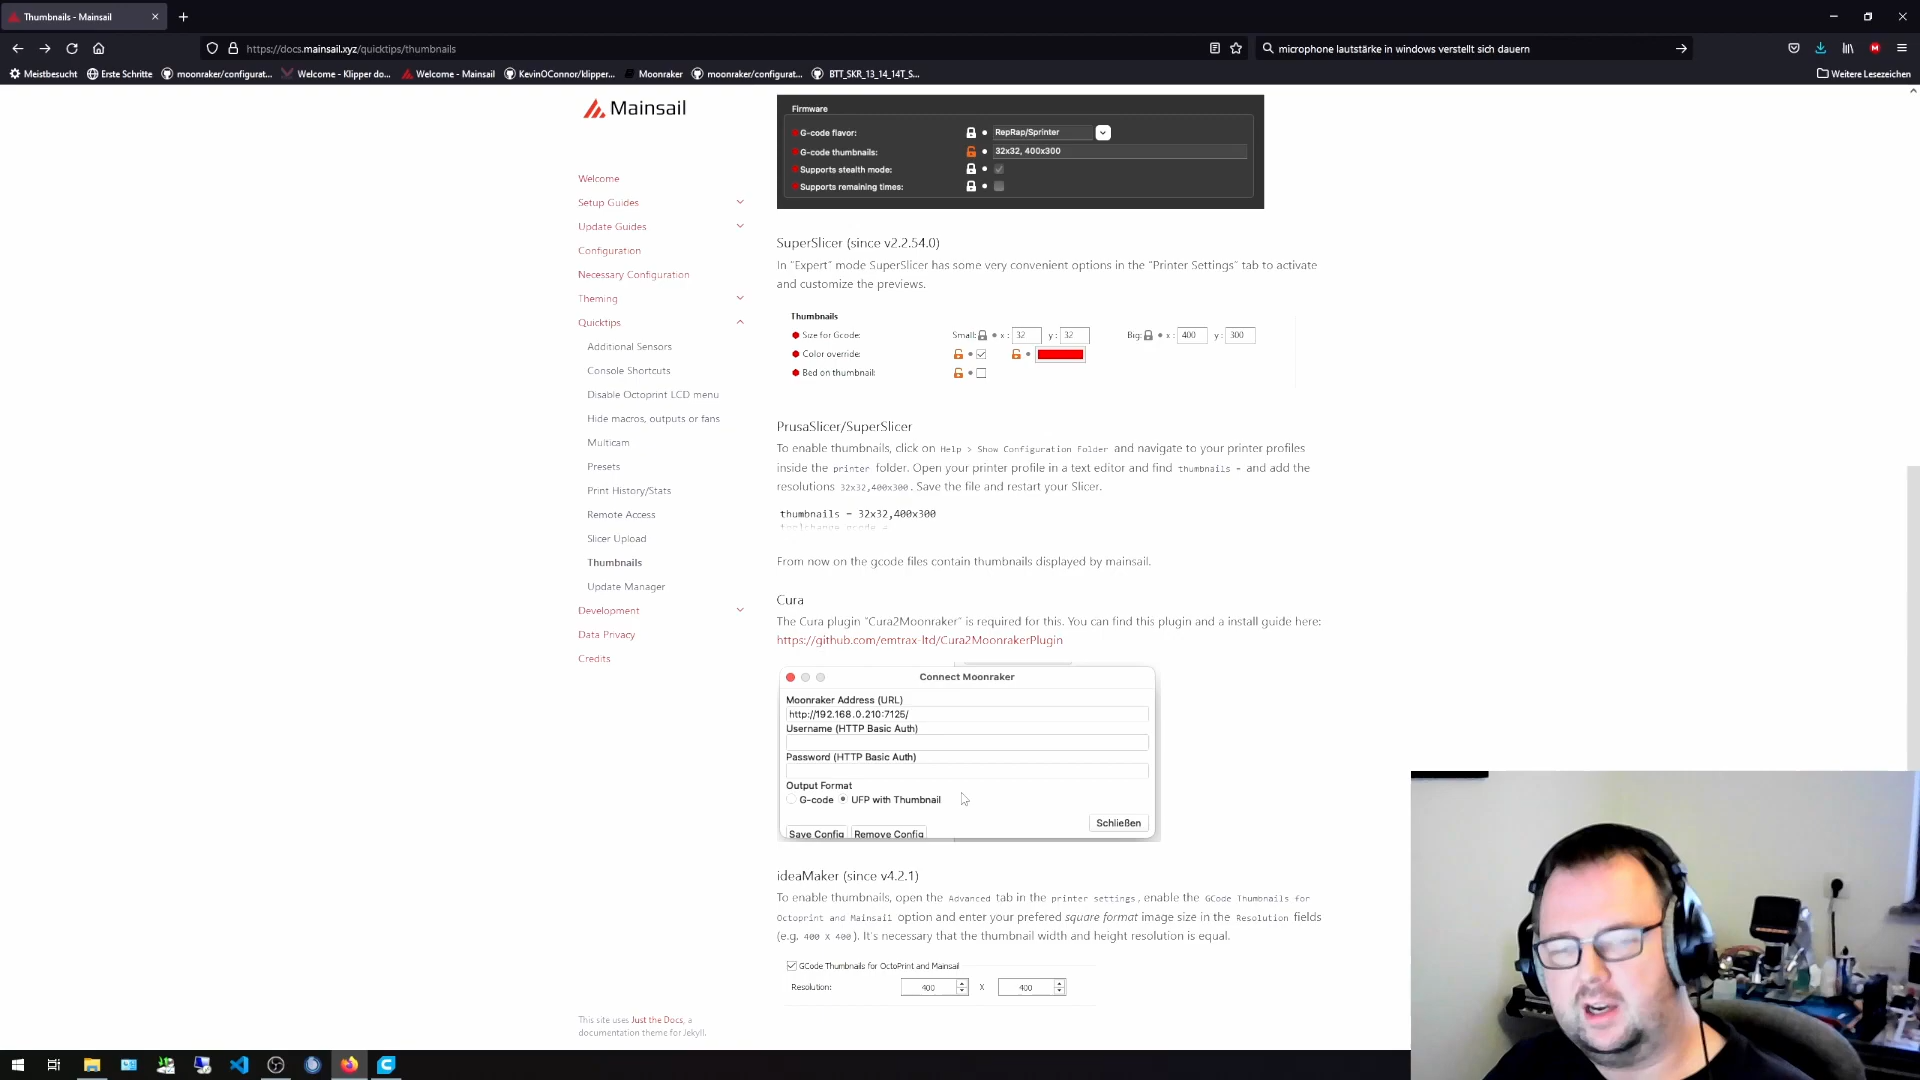 Thumbnails - Mainsail
https://docs.mainsail.xyz/quicktips/thumbnails
microphone lautstärke in windows verstellt sich dauern
Meistbesucht
Erste Schritte
moonraker/configurat...
Welcome - Klipper do...
Welcome - Mainsail
KevinOConnor/klipper...
Moonraker
moonraker/configurat...
BTT_SKR_13_14_14T_S...
Weitere Lesezeichen
Mainsail
Welcome
Setup Guides
Update Guides
Configuration
Necessary Configuration
Theming
Quicktips
Additional Sensors
Console Shortcuts
Disable Octoprint LCD menu
Hide macros, outputs or fans
Multicam
Presets
Print History/Stats
Remote Access
Slicer Upload
Thumbnails
Update Manager
Development
Data Privacy
Credits
This site uses Just the Docs, a
documentation theme for Jekyll.
Firmware
G-code flavor: RepRap/Sprinter
G-code thumbnails: 32x32, 400x300
Supports stealth mode:
Supports remaining times:
SuperSlicer (since v2.2.54.0)
In "Expert" mode SuperSlicer has some very convenient options in the "Printer Settings" tab to activate
and customize the previews.
Thumbnails
Size for Gcode: Small: x : 32 y : 32 Big: x : 400 y : 300
Color override:
Bed on thumbnail:
PrusaSlicer/SuperSlicer
To enable thumbnails, click on Help > Show Configuration Folder and navigate to your printer profiles
inside the printer folder. Open your printer profile in a text editor and find thumbnails = and add the
resolutions 32x32,400x300. Save the file and restart your Slicer.
thumbnails = 32x32,400x300
toolchange_gcode =
From now on the gcode files contain thumbnails displayed by mainsail.
Cura
The Cura plugin "Cura2Moonraker" is required for this. You can find this plugin and a install guide here:
https://github.com/emtrax-ltd/Cura2MoonrakerPlugin
Connect Moonraker
Moonraker Address (URL)
http://192.168.0.210:7125/
Username (HTTP Basic Auth)
Password (HTTP Basic Auth)
Output Format
G-code UFP with Thumbnail
Schließen
Save Config Remove Config
ideaMaker (since v4.2.1)
To enable thumbnails, open the Advanced tab in the printer settings, enable the GCode Thumbnails for
Octoprint and Mainsail option and enter your prefered square format image size in the Resolution fields
(e.g. 400 X 400). It's necessary that the thumbnail width and height resolution is equal.
GCode Thumbnails for OctoPrint and Mainsail
Resolution: 400 X 400